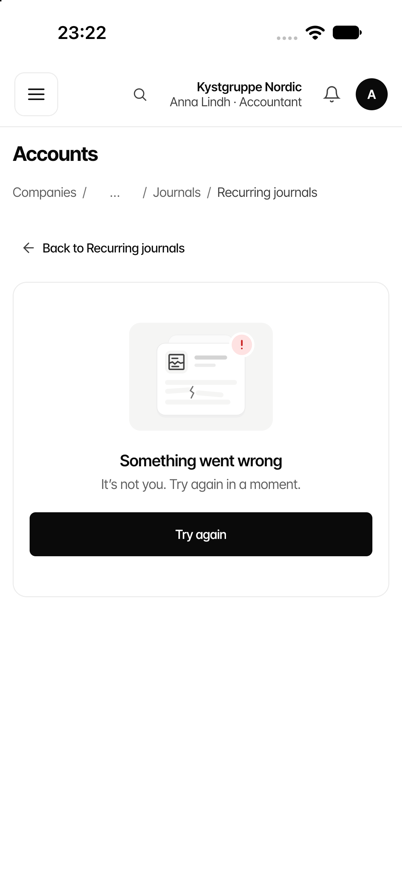 23:22
Kystgruppe Nordic
Anna Lindh · Accountant
A
Accounts
Companies / ... / Journals / Recurring journals
Back to Recurring journals
!
Something went wrong
It’s not you. Try again in a moment.
Try again